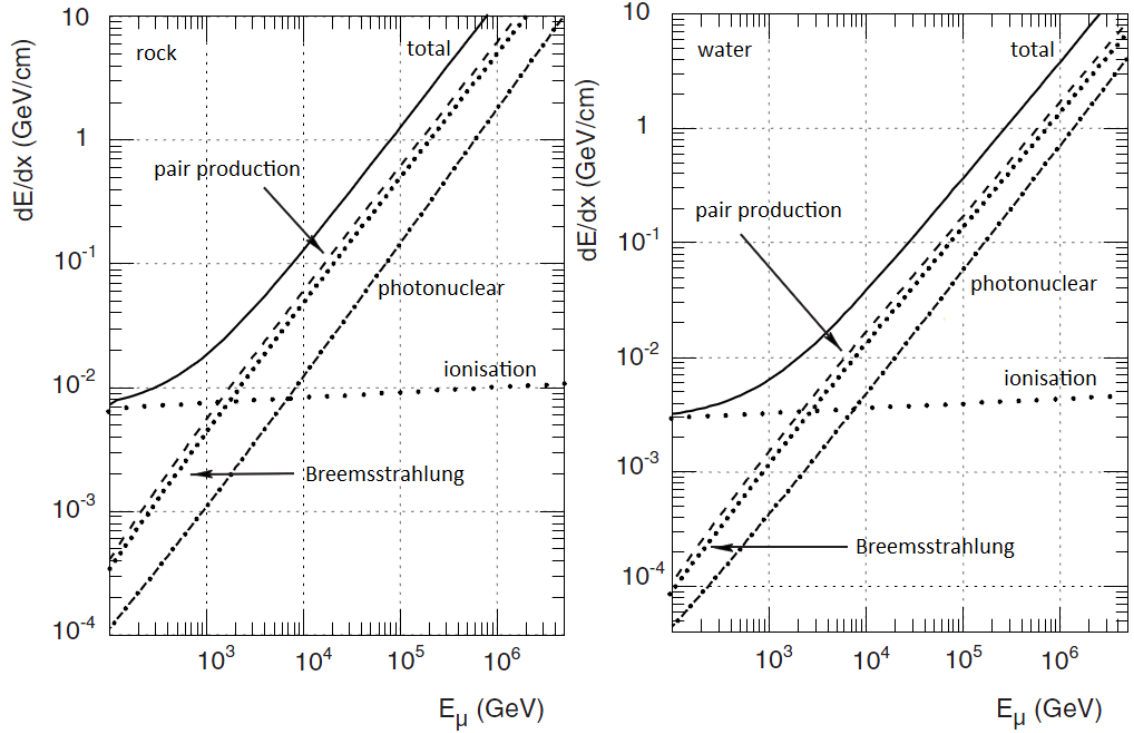 10
rock
total
dE/dx (GeV/cm)
1
pair production
10⁻¹
photonuclear
ionisation
10⁻²
Breemsstrahlung
10⁻³
10⁻⁴
10³ 10⁴ 10⁵ 10⁶
Eμ (GeV)
10
water
total
dE/dx (GeV/cm)
1
pair production
10⁻¹
photonuclear
10⁻²
ionisation
10⁻³
Breemsstrahlung
10⁻⁴
10³ 10⁴ 10⁵ 10⁶
Eμ (GeV)